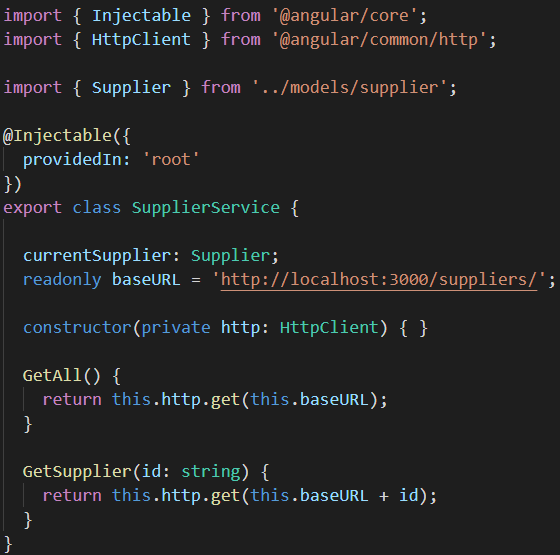 import { Injectable } from '@angular/core';
import { HttpClient } from '@angular/common/http';
import { Supplier } from '../models/supplier';
@Injectable({
providedIn: 'root'
})
export class SupplierService {
currentSupplier: Supplier;
readonly baseURL = 'http://localhost:3000/suppliers/';
constructor(private http: HttpClient) { }
GetAll() {
return this.http.get(this.baseURL);
}
GetSupplier(id: string) {
return this.http.get(this.baseURL + id);
}
}